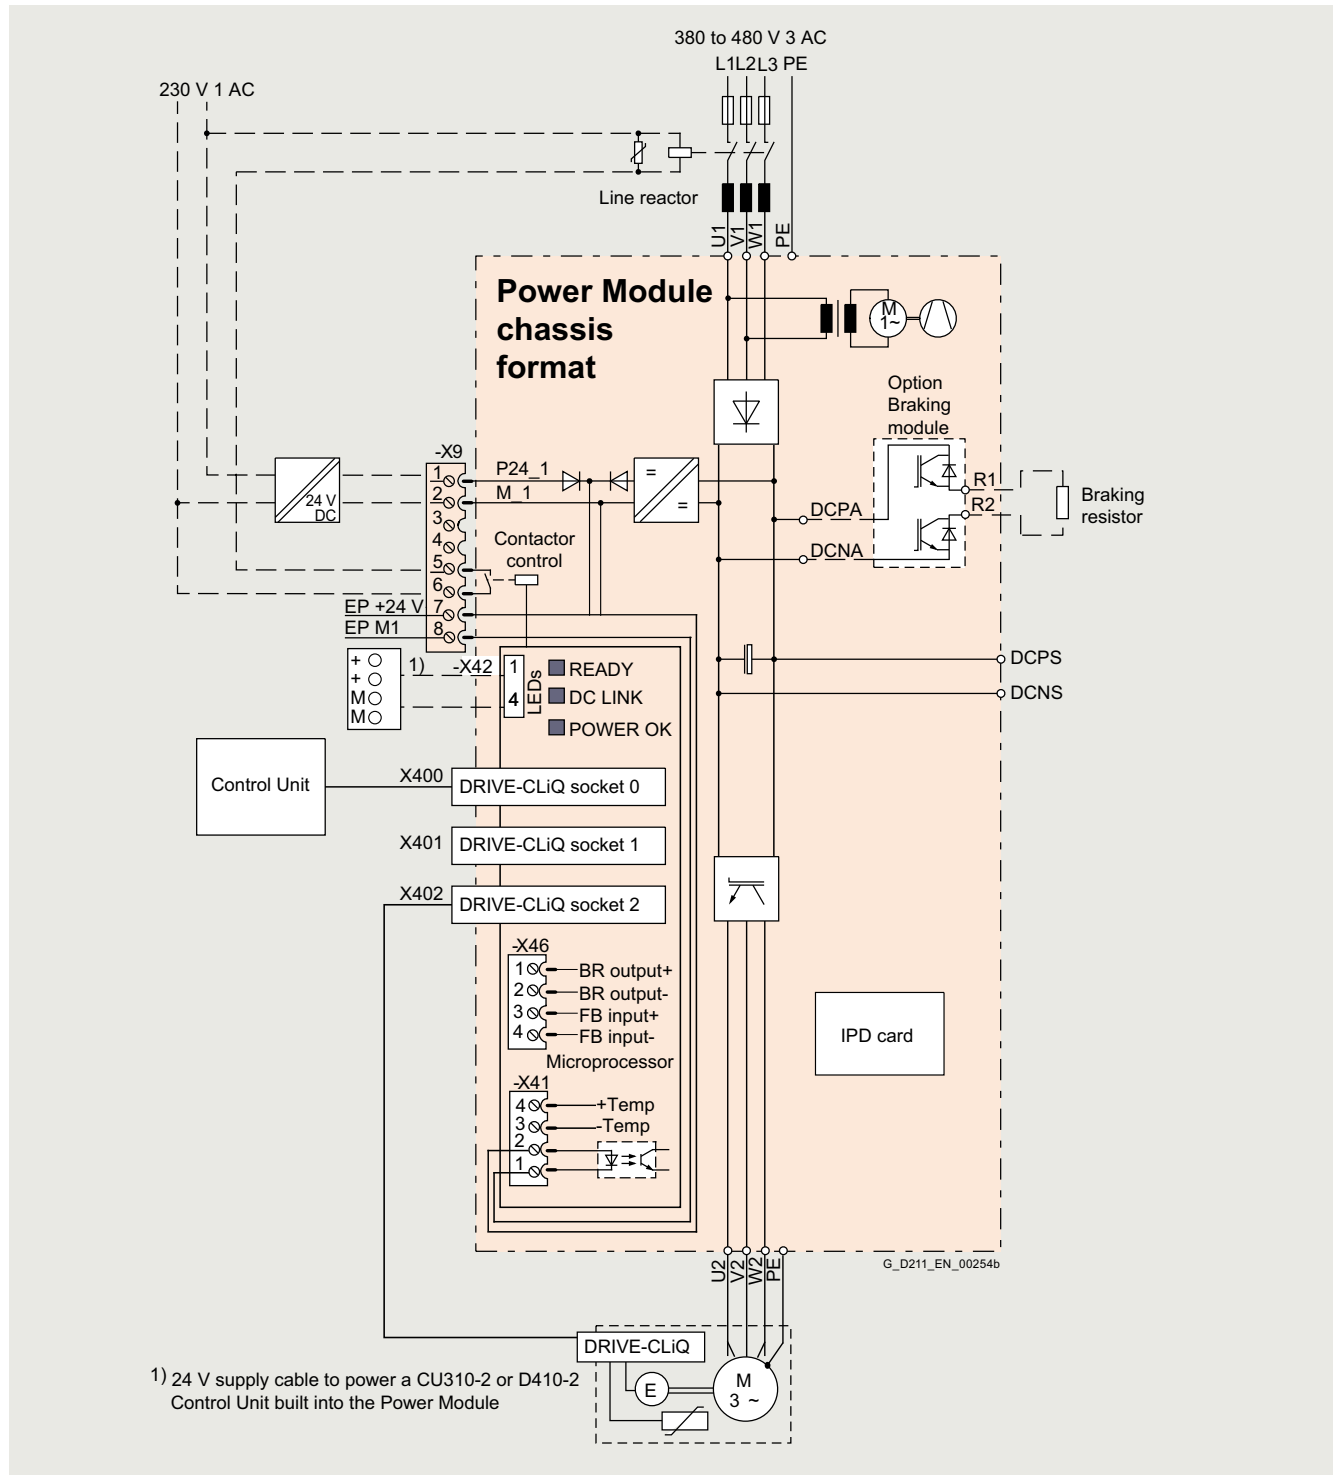 380 to 480 V 3 AC
L1 L2 L3 PE
230 V 1 AC
Line reactor
U1 V1 W1 PE
Power Module
chassis
format
M
1~
Option
Braking
module
-X9
1
2
3
4
5
6
7
8
P24_1
M_1
24 V
DC
=
=
R1
R2
Braking
resistor
DCPA
DCNA
Contactor
control
EP +24 V
EP M1
+
+
M
M
1)
-X42
1
4
LEDs
READY
DC LINK
POWER OK
DCPS
DCNS
Control Unit
X400
DRIVE-CLiQ socket 0
X401
DRIVE-CLiQ socket 1
X402
DRIVE-CLiQ socket 2
-X46
1 BR output+
2 BR output-
3 FB input+
4 FB input-
Microprocessor
-X41
4 +Temp
3 -Temp
2
1
IPD card
U2 V2 W2 PE
G_D211_EN_00254b
DRIVE-CLiQ
E
M
3 ~
1) 24 V supply cable to power a CU310-2 or D410-2
Control Unit built into the Power Module